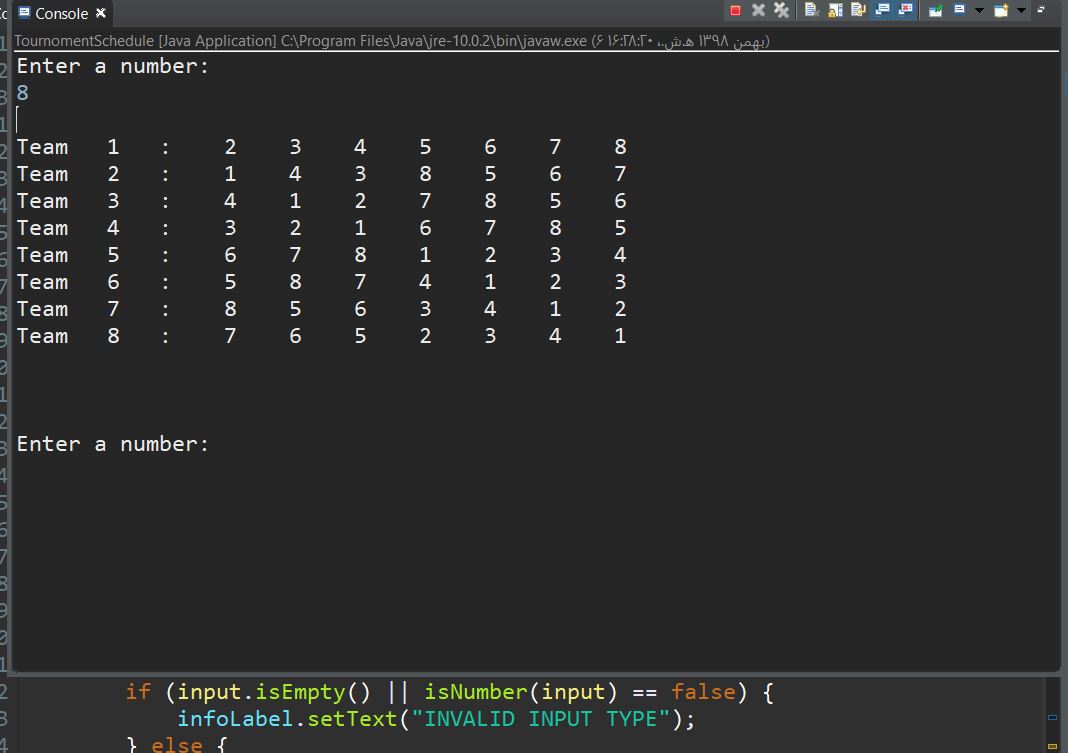 Console
TournomentSchedule [Java Application] C:\Program Files\Java\jre-10.0.2\bin\javaw.exe (۶ بهمن ۱۳۹۸ ه‍.ش.، ۱۶:۲۸:۲۰)
Enter a number:
8
Team 1 : 2 3 4 5 6 7 8
Team 2 : 1 4 3 8 5 6 7
Team 3 : 4 1 2 7 8 5 6
Team 4 : 3 2 1 6 7 8 5
Team 5 : 6 7 8 1 2 3 4
Team 6 : 5 8 7 4 1 2 3
Team 7 : 8 5 6 3 4 1 2
Team 8 : 7 6 5 2 3 4 1
Enter a number:
if (input.isEmpty() || isNumber(input) == false) {
infoLabel.setText("INVALID INPUT TYPE");
} else {